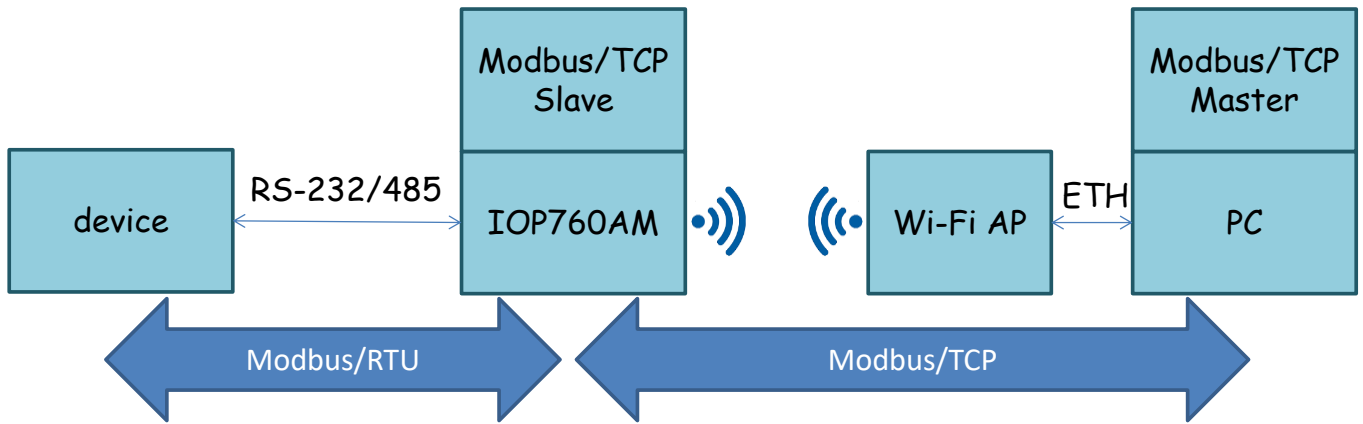 Modbus/TCP
Slave
Modbus/TCP
Master
device
RS-232/485
IOP760AM
Wi-Fi AP
ETH
PC
Modbus/RTU
Modbus/TCP